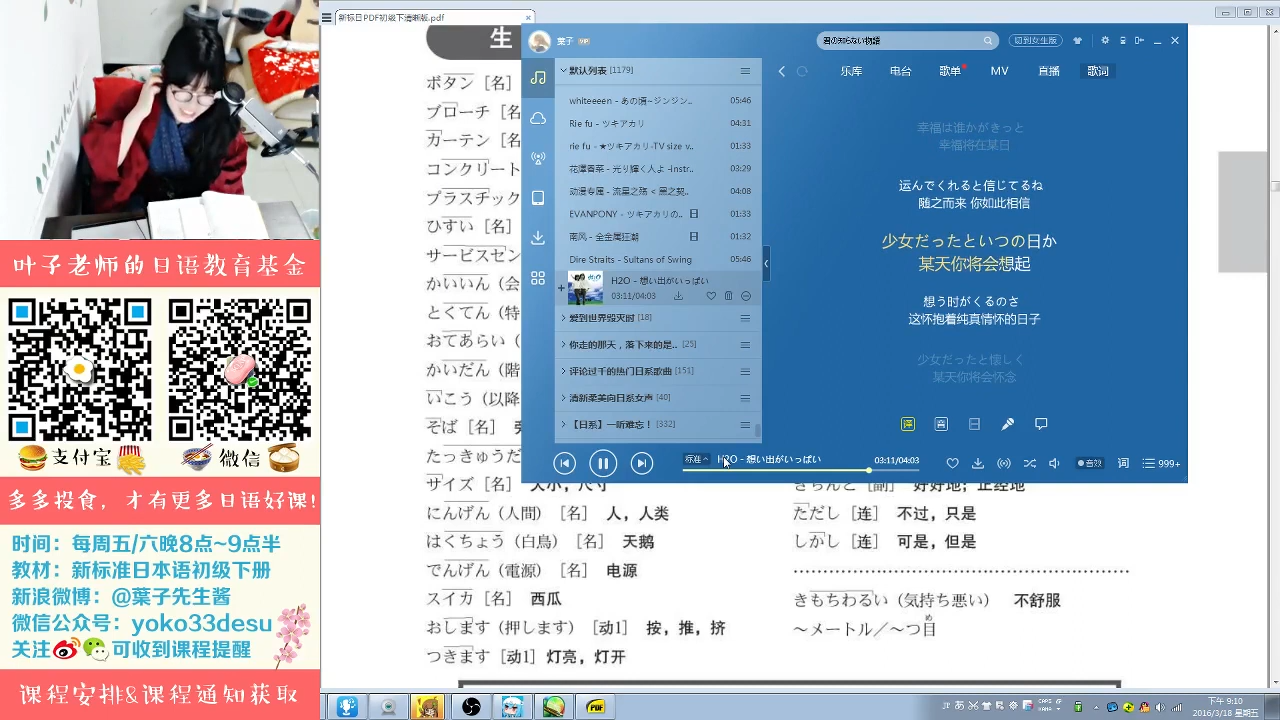 叶子老师的日语教育基金
支付宝
微信
多多投食，才有更多日语好课！
时间：每周五/六晚8点~9点半
教材：新标准日本语初级下册
新浪微博：@葉子先生酱
微信公众号：yoko33desu
关注 可收到课程提醒
课程安排&课程通知获取
新标日PDF初级下清晰版.pdf
生
ボタン［名］
ブローチ［名
カーテン［名
コンクリート
プラスチック
ひすい［名］
サービスセン
かいいん（会
とくてん（特
おてあらい（
かいだん（階
いこう（以降
そば［名］
たっきゅうだ
サイズ［名］ 大小，尺寸
にんげん（人間）［名］ 人，人类
はくちょう（白鳥）［名］ 天鹅
でんげん（電源）［名］ 电源
スイカ［名］ 西瓜
おします（押します）［动1］ 按，推，挤
つきます［动1］ 灯亮，灯开
きちんと［副］ 好好地；正经地
ただし［连］ 不过，只是
しかし［连］ 可是，但是
きもちわるい（気持ち悪い） 不舒服
～メートル／～つ目
め
葉子 VIP
君の知らない物語
切到女生版
乐库 电台 歌单 MV 直播 歌词
默认列表 [1179]
whiteeeen - あの頃~ジンジン.. 05:46
Rie fu - ツキアカリ 04:31
rie fu - ★ツキアカリ-TV size .. 01:33
花澤香菜 - 光り輝く人よ -instr.. 03:29
动漫专属 - 流星之荡 < 黑之契.. 04:08
EVANPONY - ツキアカリの.. 01:33
南风 - 全金属狂潮 01:32
Dire Straits - Sultans of Swing 05:46
H2O - 想い出がいっぱい
03:11/04:03
爱到世界毁灭时 [18]
你走的那天，落下来的是.. [25]
评论过千的热门日系歌曲 [151]
清新柔美向日系女声 [40]
【日系】一听难忘！ [332]
幸福は誰かがきっと
幸福将在某日
运んでくれると信じてるね
随之而来 你如此相信
少女だったといつの日か
某天你将会想起
想う时がくるのさ
这怀抱着纯真情怀的日子
少女だったと懐しく
某天你将会怀念
标准 H2O - 想い出がいっぱい 03:11/04:03
音效 词 999+
下午 9:10
2016/3/18 星期五